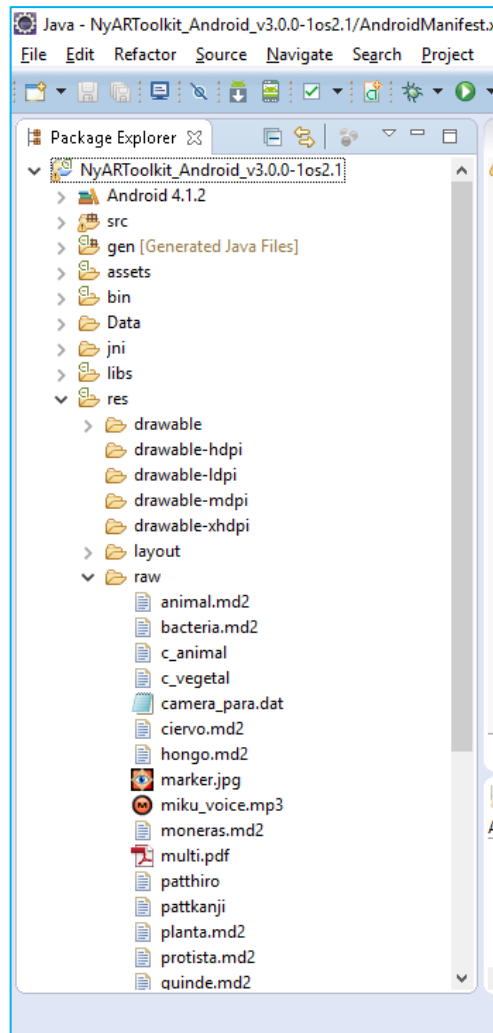 Java - NyARToolkit_Android_v3.0.0-1os2.1/AndroidManifest.x
File Edit Refactor Source Navigate Search Project
Package Explorer
NyARToolkit_Android_v3.0.0-1os2.1
Android 4.1.2
src
gen [Generated Java Files]
assets
bin
Data
jni
libs
res
drawable
drawable-hdpi
drawable-ldpi
drawable-mdpi
drawable-xhdpi
layout
raw
animal.md2
bacteria.md2
c_animal
c_vegetal
camera_para.dat
ciervo.md2
hongo.md2
marker.jpg
miku_voice.mp3
moneras.md2
multi.pdf
patthiro
pattkanji
planta.md2
protista.md2
quinde.md2